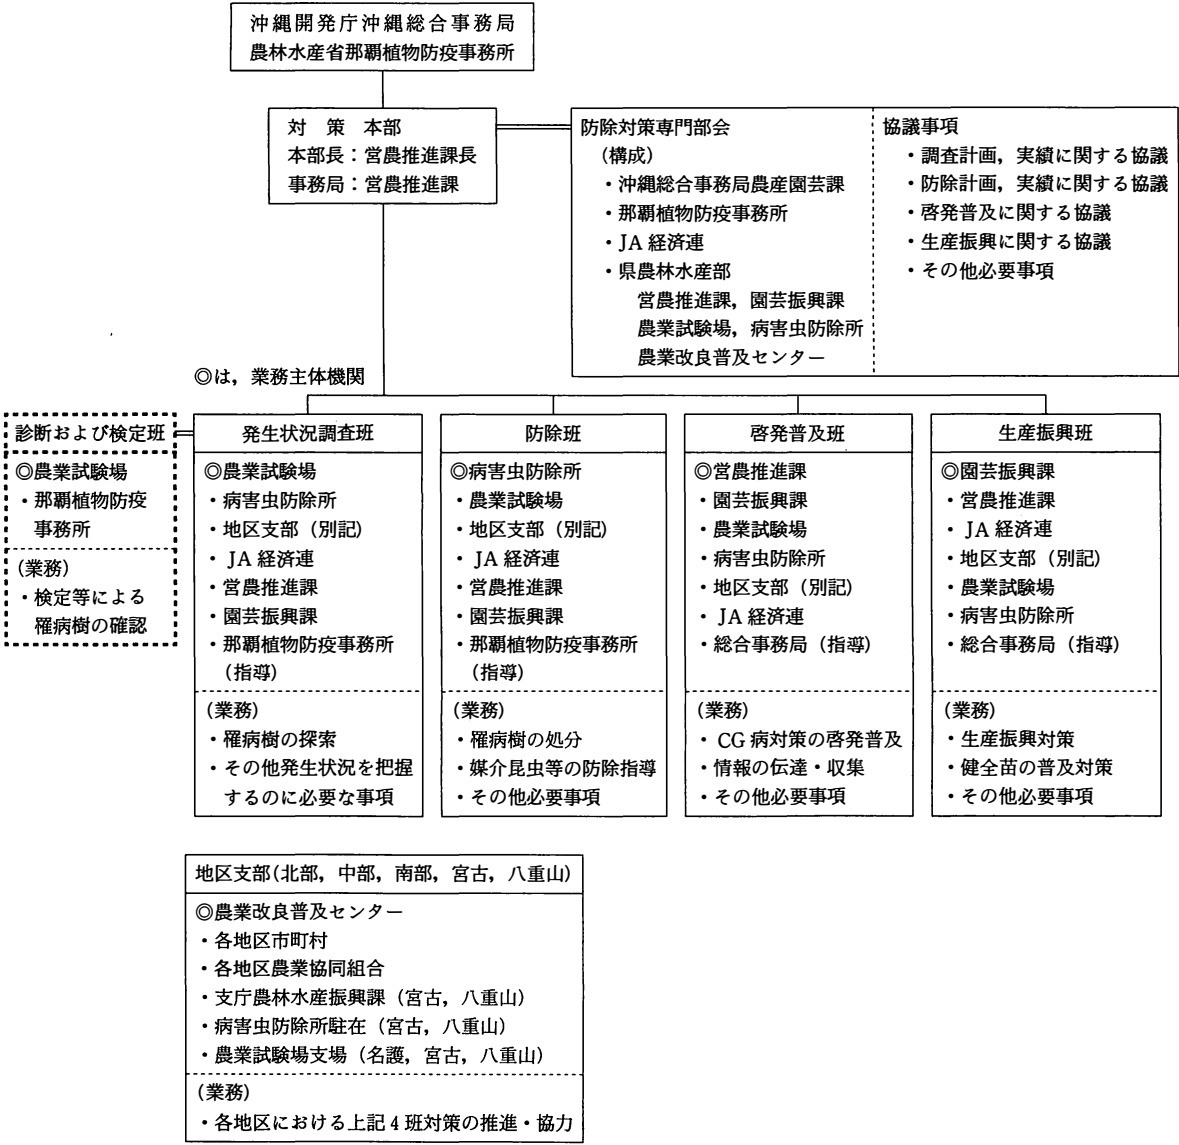 沖縄開発庁沖縄総合事務局
農林水産省那覇植物防疫事務所
対 策 本部
本部長：営農推進課長
事務局：営農推進課
防除対策専門部会
（構成）
・沖縄総合事務局農産園芸課
・那覇植物防疫事務所
・JA 経済連
・県農林水産部
営農推進課，園芸振興課
農業試験場，病害虫防除所
農業改良普及センター
協議事項
・調査計画，実績に関する協議
・防除計画，実績に関する協議
・啓発普及に関する協議
・生産振興に関する協議
・その他必要事項
◎は，業務主体機関
診断および検定班
◎農業試験場
・那覇植物防疫
事務所
（業務）
・検定等による
罹病樹の確認
発生状況調査班
◎農業試験場
・病害虫防除所
・地区支部（別記）
・JA 経済連
・営農推進課
・園芸振興課
・那覇植物防疫事務所
（指導）
（業務）
・罹病樹の探索
・その他発生状況を把握
するのに必要な事項
防除班
◎病害虫防除所
・農業試験場
・地区支部（別記）
・JA 経済連
・営農推進課
・園芸振興課
・那覇植物防疫事務所
（指導）
（業務）
・罹病樹の処分
・媒介昆虫等の防除指導
・その他必要事項
啓発普及班
◎営農推進課
・園芸振興課
・農業試験場
・病害虫防除所
・地区支部（別記）
・JA 経済連
・総合事務局（指導）
（業務）
・CG 病対策の啓発普及
・情報の伝達・収集
・その他必要事項
生産振興班
◎園芸振興課
・営農推進課
・JA 経済連
・地区支部（別記）
・農業試験場
・病害虫防除所
・総合事務局（指導）
（業務）
・生産振興対策
・健全苗の普及対策
・その他必要事項
地区支部（北部，中部，南部，宮古，八重山）
◎農業改良普及センター
・各地区市町村
・各地区農業協同組合
・支庁農林水産振興課（宮古，八重山）
・病害虫防除所駐在（宮古，八重山）
・農業試験場支場（名護，宮古，八重山）
（業務）
・各地区における上記 4 班対策の推進・協力